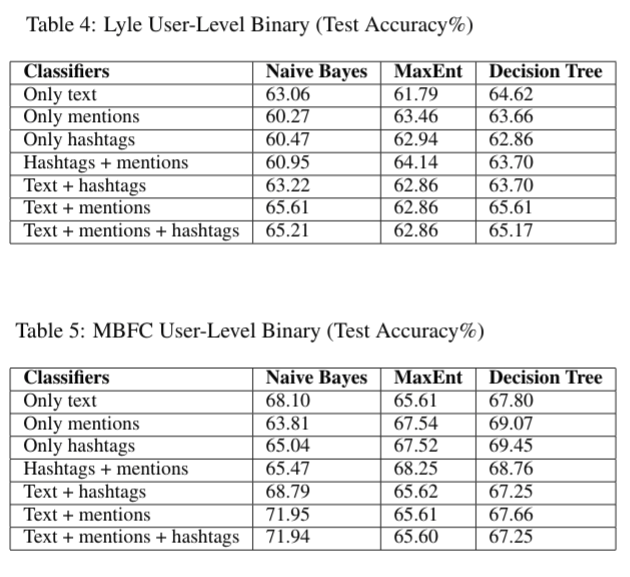 Table 4: Lyle User-Level Binary (Test Accuracy%)
Classifiers Naive Bayes MaxEnt Decision Tree
Only text 63.06 61.79 64.62
Only mentions 60.27 63.46 63.66
Only hashtags 60.47 62.94 62.86
Hashtags + mentions 60.95 64.14 63.70
Text + hashtags 63.22 62.86 63.70
Text + mentions 65.61 62.86 65.61
Text + mentions + hashtags 65.21 62.86 65.17
Table 5: MBFC User-Level Binary (Test Accuracy%)
Classifiers Naive Bayes MaxEnt Decision Tree
Only text 68.10 65.61 67.80
Only mentions 63.81 67.54 69.07
Only hashtags 65.04 67.52 69.45
Hashtags + mentions 65.47 68.25 68.76
Text + hashtags 68.79 65.62 67.25
Text + mentions 71.95 65.61 67.66
Text + mentions + hashtags 71.94 65.60 67.25